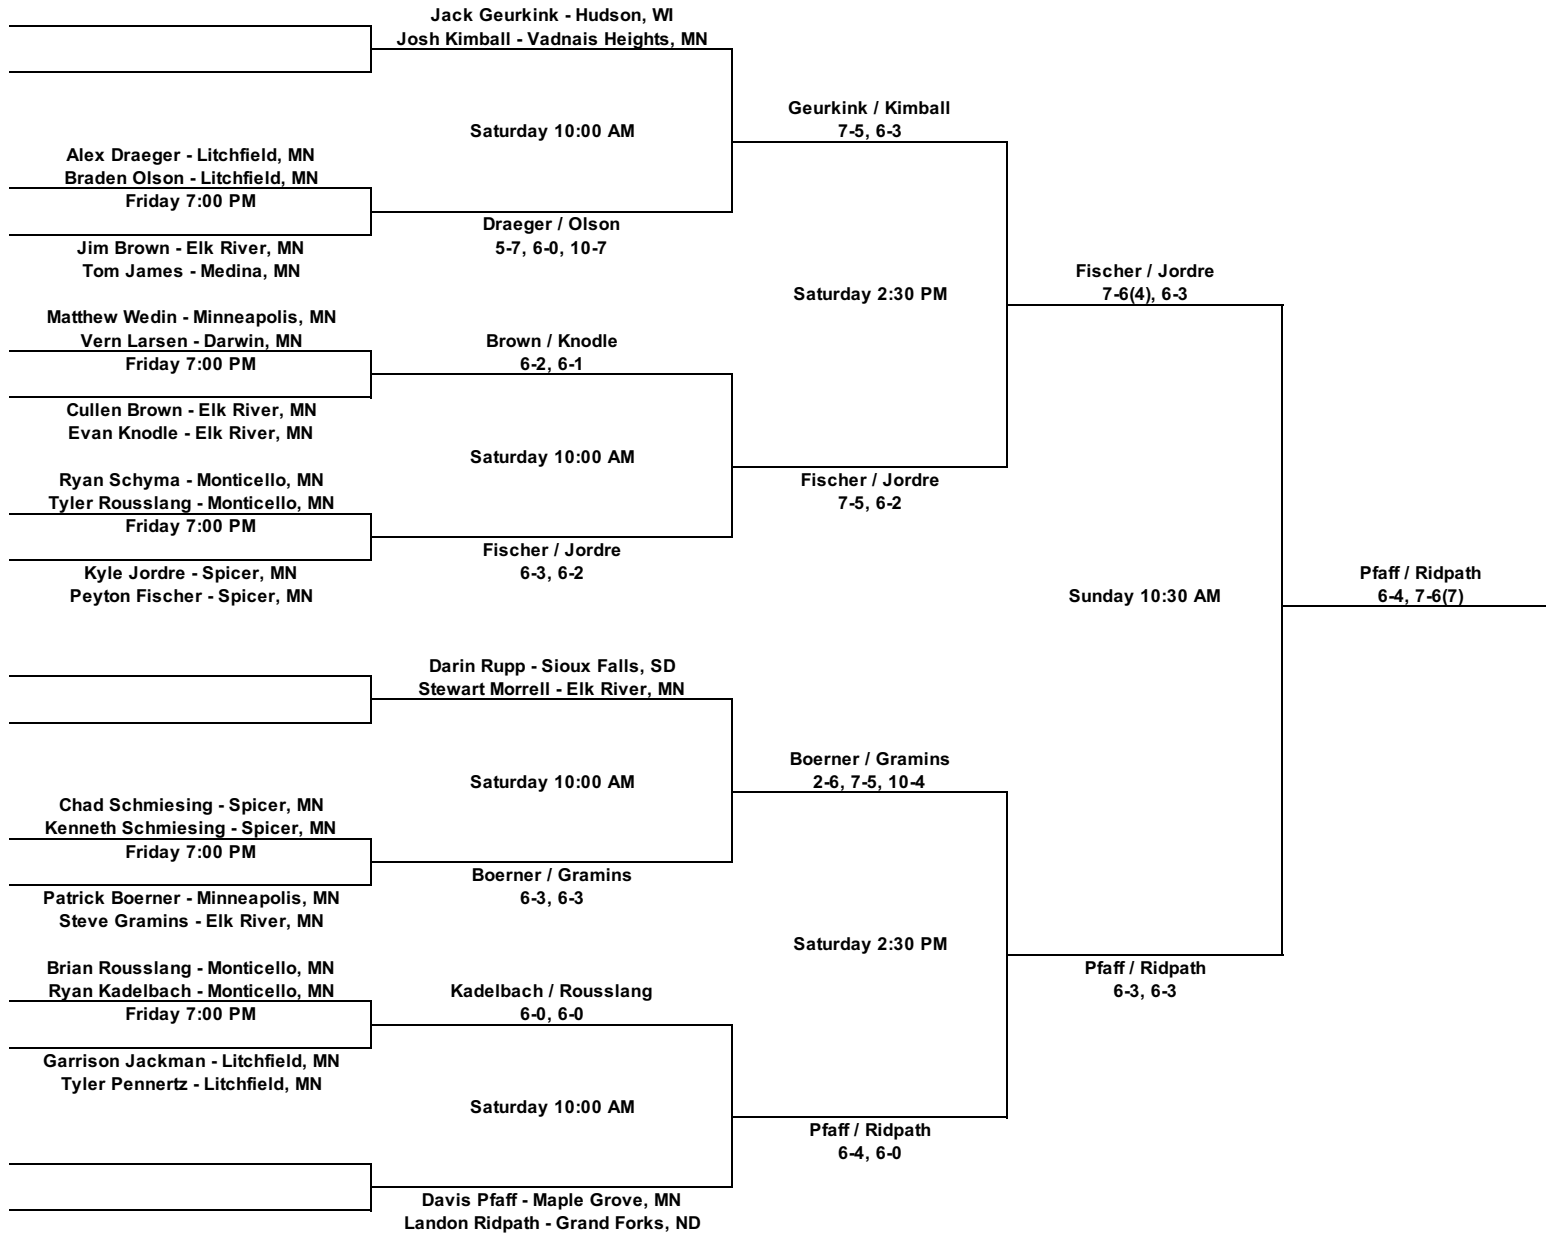 Jack Geurkink - Hudson, WI
Josh Kimball - Vadnais Heights, MN
Geurkink / Kimball
7-5, 6-3
Saturday 10:00 AM
Alex Draeger - Litchfield, MN
Braden Olson - Litchfield, MN
Friday 7:00 PM
Draeger / Olson
5-7, 6-0, 10-7
Jim Brown - Elk River, MN
Tom James - Medina, MN
Fischer / Jordre
7-6(4), 6-3
Saturday 2:30 PM
Matthew Wedin - Minneapolis, MN
Vern Larsen - Darwin, MN
Friday 7:00 PM
Brown / Knodle
6-2, 6-1
Cullen Brown - Elk River, MN
Evan Knodle - Elk River, MN
Saturday 10:00 AM
Ryan Schyma - Monticello, MN
Tyler Rousslang - Monticello, MN
Friday 7:00 PM
Fischer / Jordre
7-5, 6-2
Fischer / Jordre
6-3, 6-2
Kyle Jordre - Spicer, MN
Peyton Fischer - Spicer, MN
Sunday 10:30 AM
Pfaff / Ridpath
6-4, 7-6(7)
Darin Rupp - Sioux Falls, SD
Stewart Morrell - Elk River, MN
Boerner / Gramins
2-6, 7-5, 10-4
Saturday 10:00 AM
Chad Schmiesing - Spicer, MN
Kenneth Schmiesing - Spicer, MN
Friday 7:00 PM
Boerner / Gramins
6-3, 6-3
Patrick Boerner - Minneapolis, MN
Steve Gramins - Elk River, MN
Saturday 2:30 PM
Brian Rousslang - Monticello, MN
Ryan Kadelbach - Monticello, MN
Friday 7:00 PM
Kadelbach / Rousslang
6-0, 6-0
Pfaff / Ridpath
6-3, 6-3
Garrison Jackman - Litchfield, MN
Tyler Pennertz - Litchfield, MN
Saturday 10:00 AM
Pfaff / Ridpath
6-4, 6-0
Davis Pfaff - Maple Grove, MN
Landon Ridpath - Grand Forks, ND